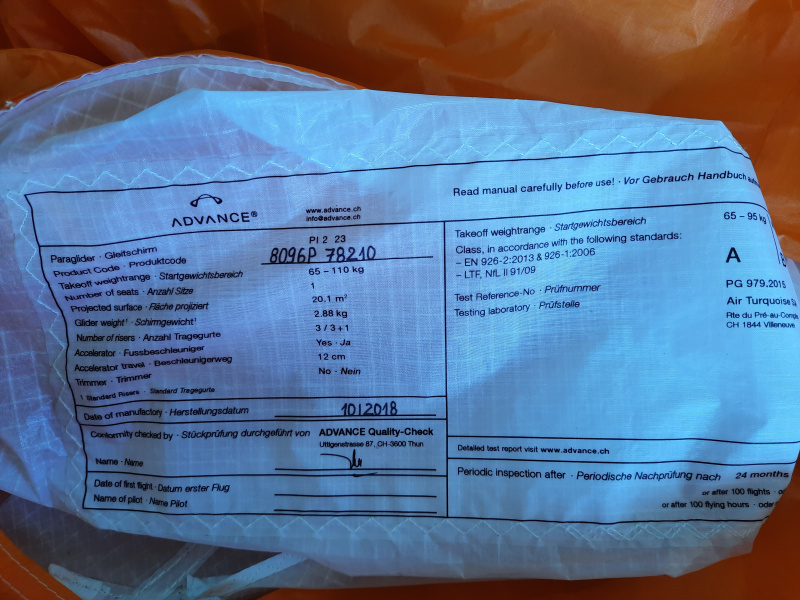 ADVANCE®
www.advance.ch
info@advance.ch
Paraglider · Gleitschirm PI 2 23
Product Code · Produktcode 8096P 78210
Takeoff weightrange · Startgewichtsbereich 65 – 110 kg
Number of seats · Anzahl Sitze 1
Projected surface · Fläche projiziert 20.1 m²
Glider weight¹ · Schirmgewicht¹ 2.88 kg
Number of risers · Anzahl Tragegurte 3 / 3 + 1
Accelerator · Fussbeschleuniger Yes · Ja
Accelerator travel · Beschleunigerweg 12 cm
Trimmer · Trimmer No · Nein
1 Standard Risers · Standard Tragegurte
Date of manufactory · Herstellungsdatum 10|2018
Conformity checked by · Stückprüfung durchgeführt von ADVANCE Quality-Check
Uttigenstrasse 87, CH-3600 Thun
Name · Name
Date of first flight · Datum erster Flug
Name of pilot · Name Pilot
Read manual carefully before use! · Vor Gebrauch Handbuch
Takeoff weightrange · Startgewichtsbereich 65 – 95 kg
Class, in accordance with the following standards:
– EN 926-2:2013 & 926-1:2006 A
– LTF, NfL II 91/09
Test Reference-No · Prüfnummer PG 979.2015
Testing laboratory · Prüfstelle Air Turquoise
Rte du Pré-au-Comte
CH 1844 Villeneuve
Detailed test report visit www.advance.ch
Periodic inspection after · Periodische Nachprüfung nach 24 months
or after 100 flights ·
or after 100 flying hours ·